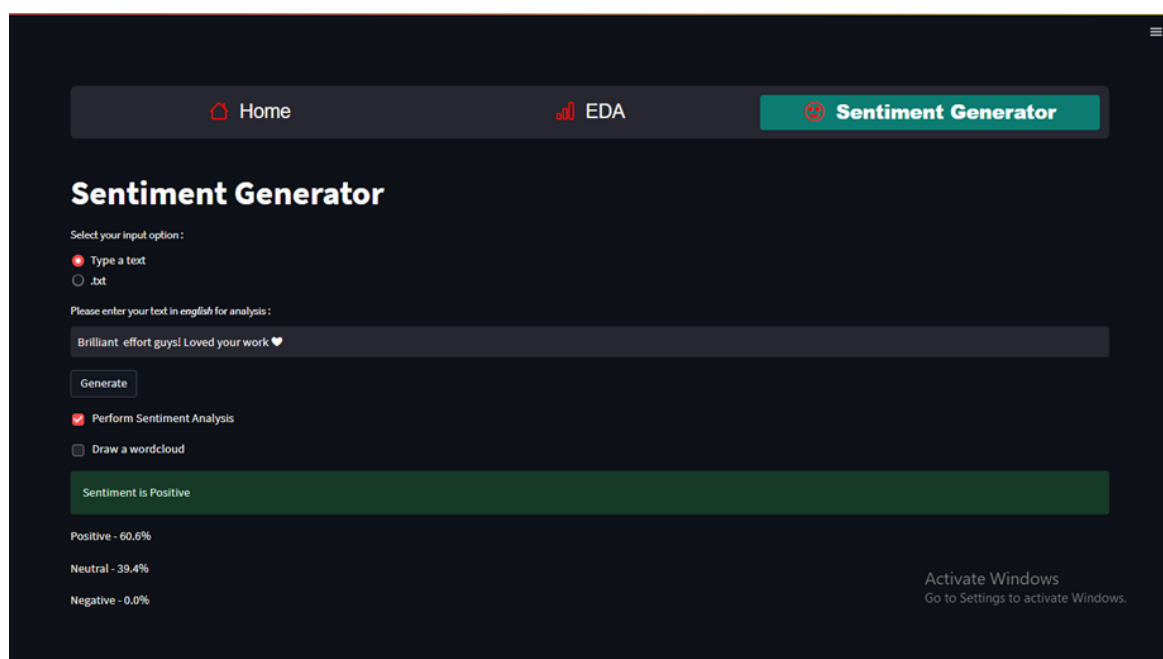 Home EDA Sentiment Generator
Sentiment Generator
Select your input option :
Type a text
.txt
Please enter your text in english for analysis :
Brilliant effort guys! Loved your work 🤍
Generate
Perform Sentiment Analysis
Draw a wordcloud
Sentiment is Positive
Positive - 60.6%
Neutral - 39.4%
Negative - 0.0%
Activate Windows
Go to Settings to activate Windows.